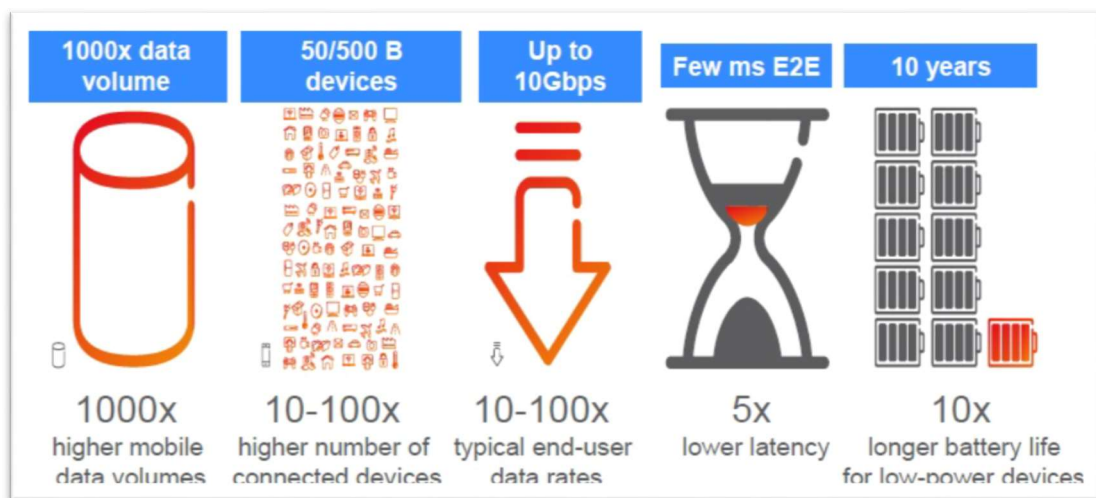 1000x data
volume
50/500 B
devices
Up to
10Gbps
Few ms E2E
10 years
1000x
higher mobile
data volumes
10-100x
higher number of
connected devices
10-100x
typical end-user
data rates
5x
lower latency
10x
longer battery life
for low-power devices